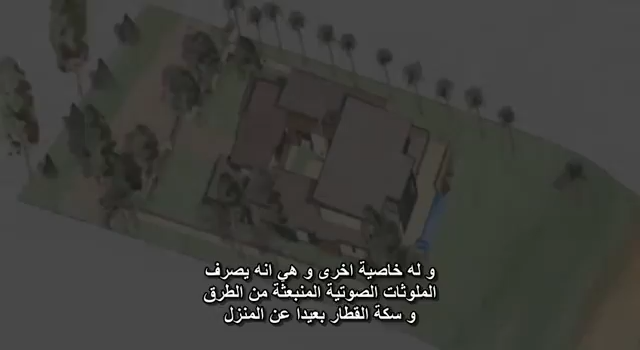 و له خاصية اخرى و هي انه يصرف
الملوثات الصوتية المنبعثة من الطرق
و سكة القطار بعيدا عن المنزل